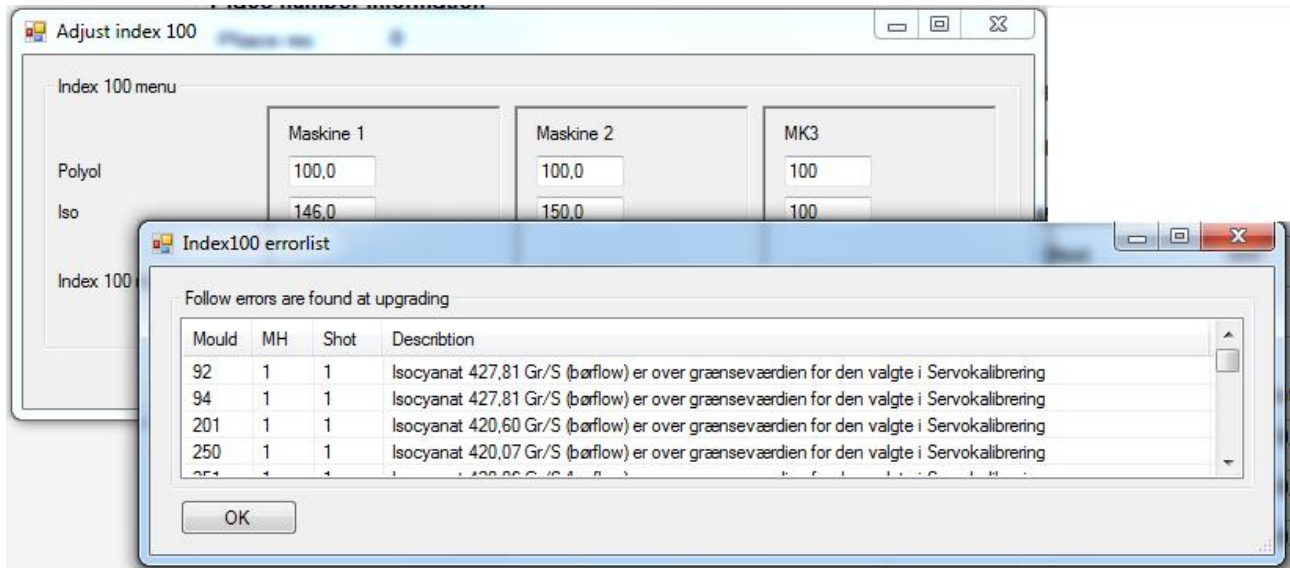 Adjust index 100
Index 100 menu
Maskine 1 Maskine 2 MK3
Polyol 100,0 100,0 100
Iso 146,0 150,0 100
Index100 errorlist
Index 100
Follow errors are found at upgrading
Mould MH Shot Describtion
92 1 1 Isocyanat 427,81 Gr/S (børflow) er over grænseværdien for den valgte i Servokalibrering
94 1 1 Isocyanat 427,81 Gr/S (børflow) er over grænseværdien for den valgte i Servokalibrering
201 1 1 Isocyanat 420,60 Gr/S (børflow) er over grænseværdien for den valgte i Servokalibrering
250 1 1 Isocyanat 420,07 Gr/S (børflow) er over grænseværdien for den valgte i Servokalibrering
OK